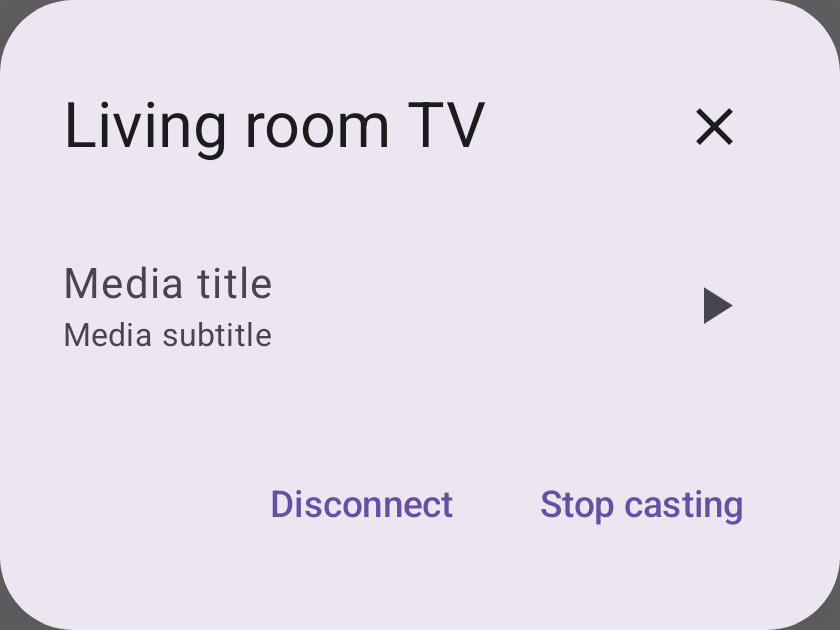 Living room TV
Media title
Media subtitle
Disconnect
Stop casting